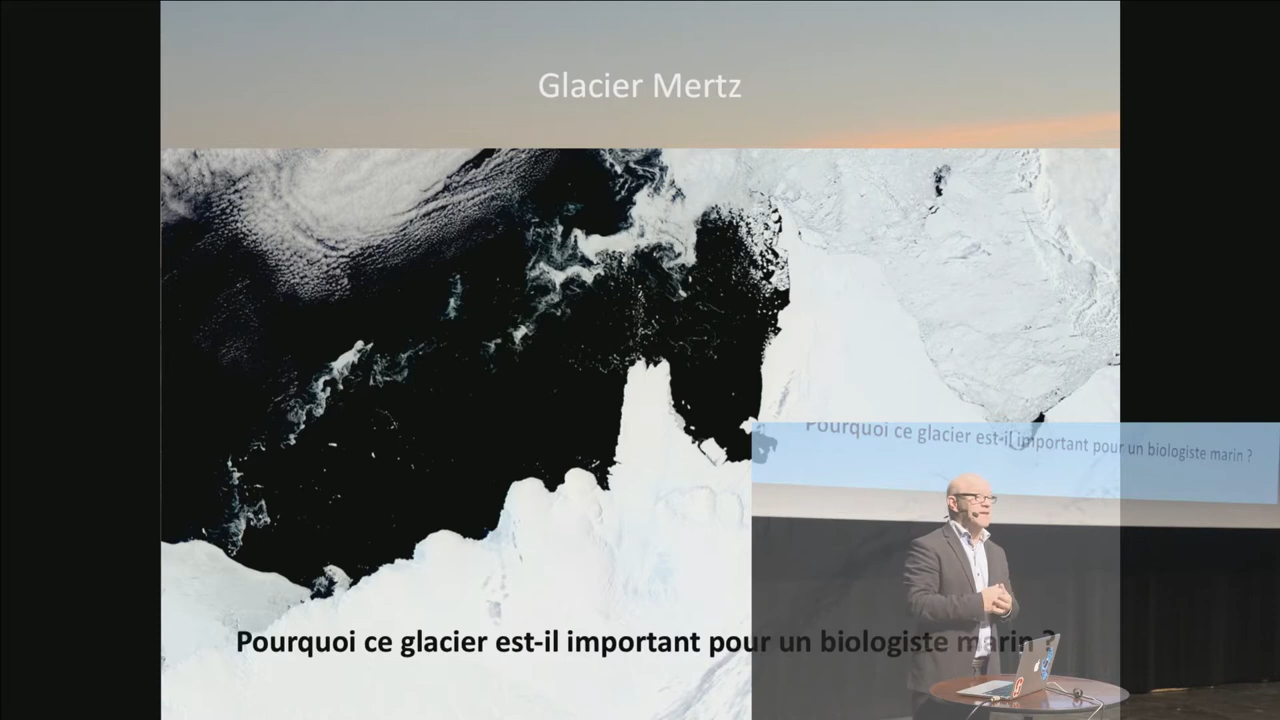 Glacier Mertz
Pourquoi ce glacier est-il important pour un biologiste marin ?
Pourquoi ce glacier est-il important pour un biologiste marin ?